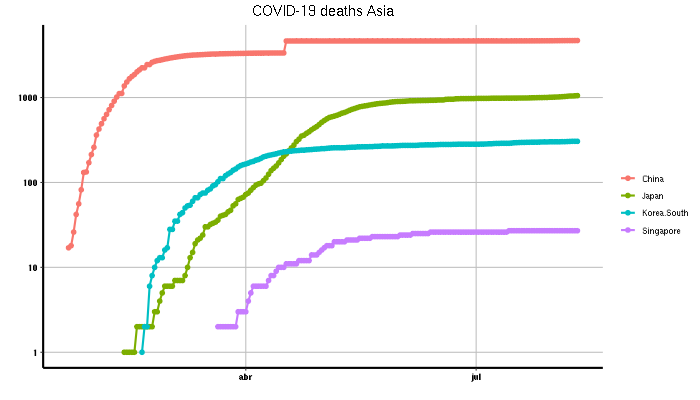 COVID-19 deaths Asia
1000
100
10
1
abr
jul
China
Japan
Korea.South
Singapore